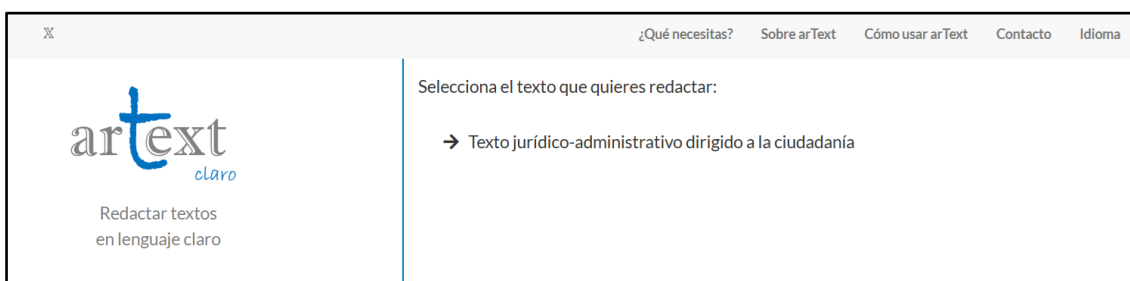 𝕏
¿Qué necesitas? Sobre arText Cómo usar arText Contacto Idioma
artext
claro
Redactar textos
en lenguaje claro
Selecciona el texto que quieres redactar:
→ Texto jurídico-administrativo dirigido a la ciudadanía